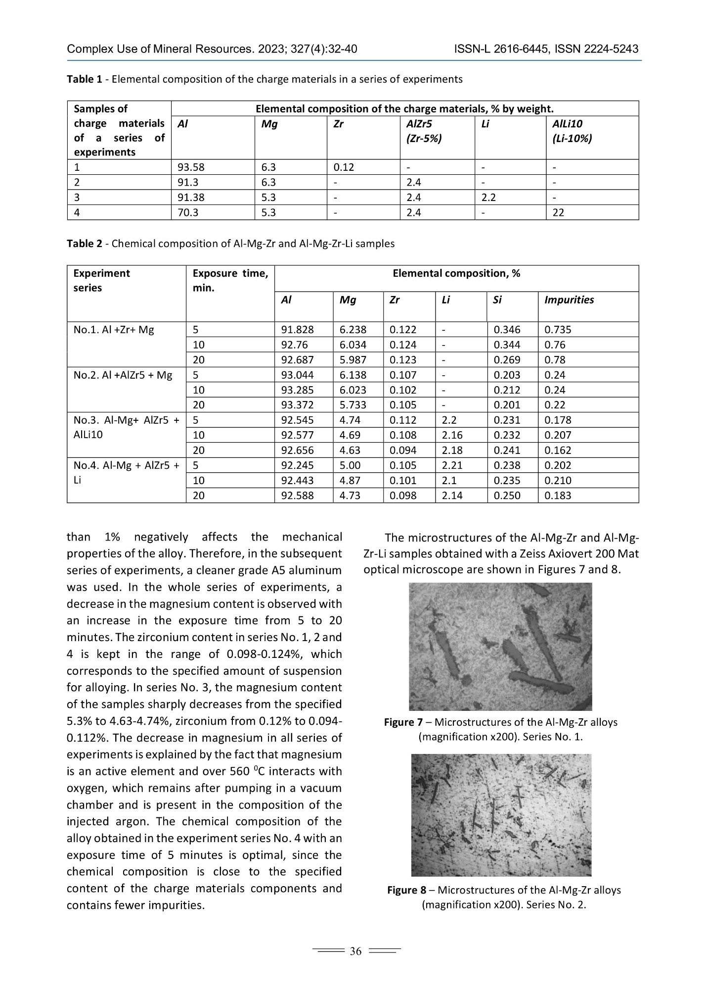 Complex Use of Mineral Resources. 2023; 327(4):32-40 ISSN-L 2616-6445, ISSN 2224-5243
Table 1 - Elemental composition of the charge materials in a series of experiments
Samples of charge materials of a series of experiments Elemental composition of the charge materials, % by weight.
Al Mg Zr AlZr5 (Zr-5%) Li AlLi10 (Li-10%)
1 93.58 6.3 0.12 - - -
2 91.3 6.3 - 2.4 - -
3 91.38 5.3 - 2.4 2.2 -
4 70.3 5.3 - 2.4 - 22
Table 2 - Chemical composition of Al-Mg-Zr and Al-Mg-Zr-Li samples
Experiment series Exposure time, min. Elemental composition, %
Al Mg Zr Li Si Impurities
No.1. Al +Zr+ Mg 5 91.828 6.238 0.122 - 0.346 0.735
10 92.76 6.034 0.124 - 0.344 0.76
20 92.687 5.987 0.123 - 0.269 0.78
No.2. Al +AlZr5 + Mg 5 93.044 6.138 0.107 - 0.203 0.24
10 93.285 6.023 0.102 - 0.212 0.24
20 93.372 5.733 0.105 - 0.201 0.22
No.3. Al-Mg+ AlZr5 + AlLi10 5 92.545 4.74 0.112 2.2 0.231 0.178
10 92.577 4.69 0.108 2.16 0.232 0.207
20 92.656 4.63 0.094 2.18 0.241 0.162
No.4. Al-Mg + AlZr5 + Li 5 92.245 5.00 0.105 2.21 0.238 0.202
10 92.443 4.87 0.101 2.1 0.235 0.210
20 92.588 4.73 0.098 2.14 0.250 0.183
than 1% negatively affects the mechanical
properties of the alloy. Therefore, in the subsequent
series of experiments, a cleaner grade A5 aluminum
was used. In the whole series of experiments, a
decrease in the magnesium content is observed with
an increase in the exposure time from 5 to 20
minutes. The zirconium content in series No. 1, 2 and
4 is kept in the range of 0.098-0.124%, which
corresponds to the specified amount of suspension
for alloying. In series No. 3, the magnesium content
of the samples sharply decreases from the specified
5.3% to 4.63-4.74%, zirconium from 0.12% to 0.094-
0.112%. The decrease in magnesium in all series of
experiments is explained by the fact that magnesium
is an active element and over 560 ⁰C interacts with
oxygen, which remains after pumping in a vacuum
chamber and is present in the composition of the
injected argon. The chemical composition of the
alloy obtained in the experiment series No. 4 with an
exposure time of 5 minutes is optimal, since the
chemical composition is close to the specified
content of the charge materials components and
contains fewer impurities.
The microstructures of the Al-Mg-Zr and Al-Mg-
Zr-Li samples obtained with a Zeiss Axiovert 200 Mat
optical microscope are shown in Figures 7 and 8.
Figure 7 – Microstructures of the Al-Mg-Zr alloys
(magnification x200). Series No. 1.
Figure 8 – Microstructures of the Al-Mg-Zr alloys
(magnification x200). Series No. 2.
36